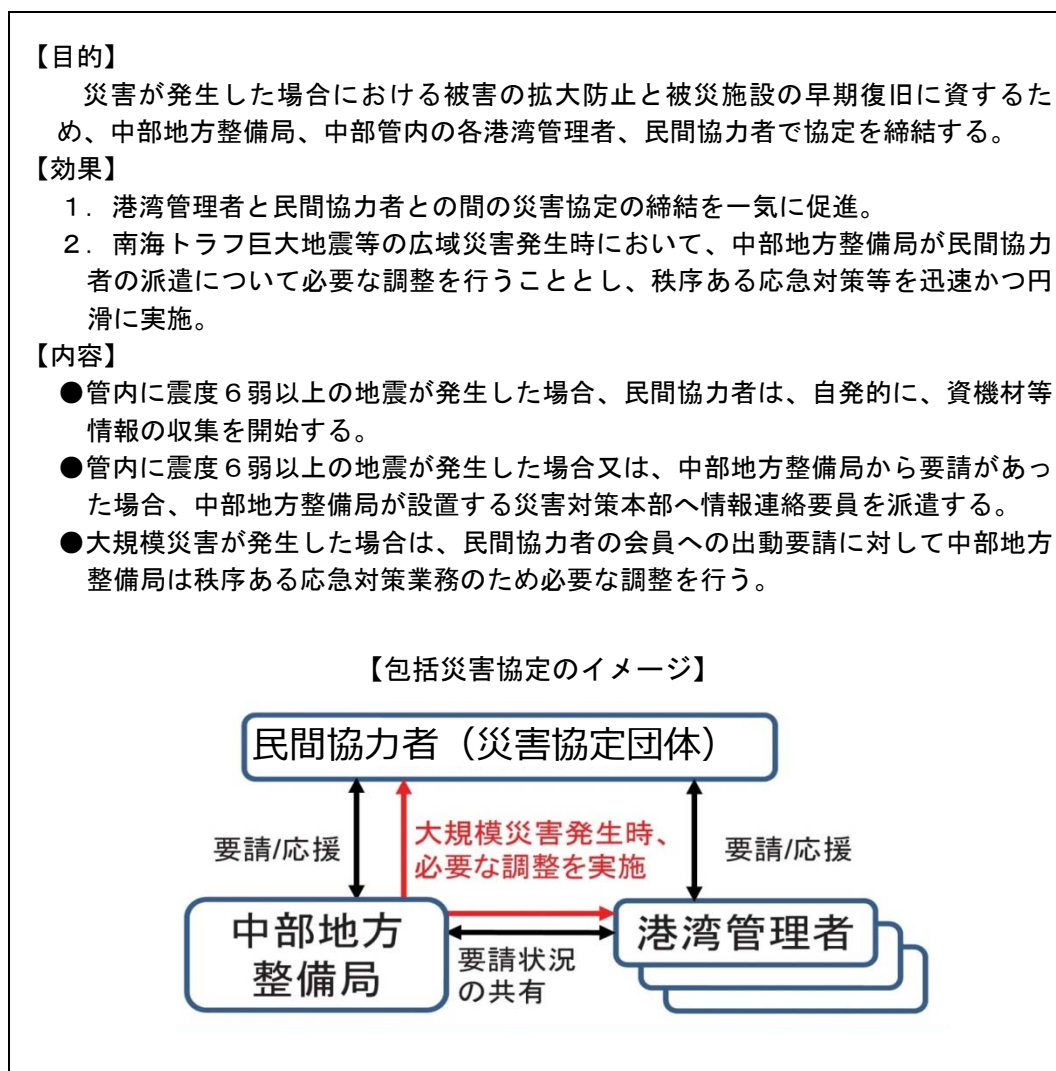 【目的】
災害が発生した場合における被害の拡大防止と被災施設の早期復旧に資するた
め、中部地方整備局、中部管内の各港湾管理者、民間協力者で協定を締結する。
【効果】
１．港湾管理者と民間協力者との間の災害協定の締結を一気に促進。
２．南海トラフ巨大地震等の広域災害発生時において、中部地方整備局が民間協力
者の派遣について必要な調整を行うこととし、秩序ある応急対策等を迅速かつ円
滑に実施。
【内容】
●管内に震度６弱以上の地震が発生した場合、民間協力者は、自発的に、資機材等
情報の収集を開始する。
●管内に震度６弱以上の地震が発生した場合又は、中部地方整備局から要請があっ
た場合、中部地方整備局が設置する災害対策本部へ情報連絡要員を派遣する。
●大規模災害が発生した場合は、民間協力者の会員への出動要請に対して中部地方
整備局は秩序ある応急対策業務のため必要な調整を行う。
【包括災害協定のイメージ】
民間協力者（災害協定団体）
要請/応援
大規模災害発生時、
必要な調整を実施
要請/応援
中部地方
整備局
要請状況
の共有
港湾管理者